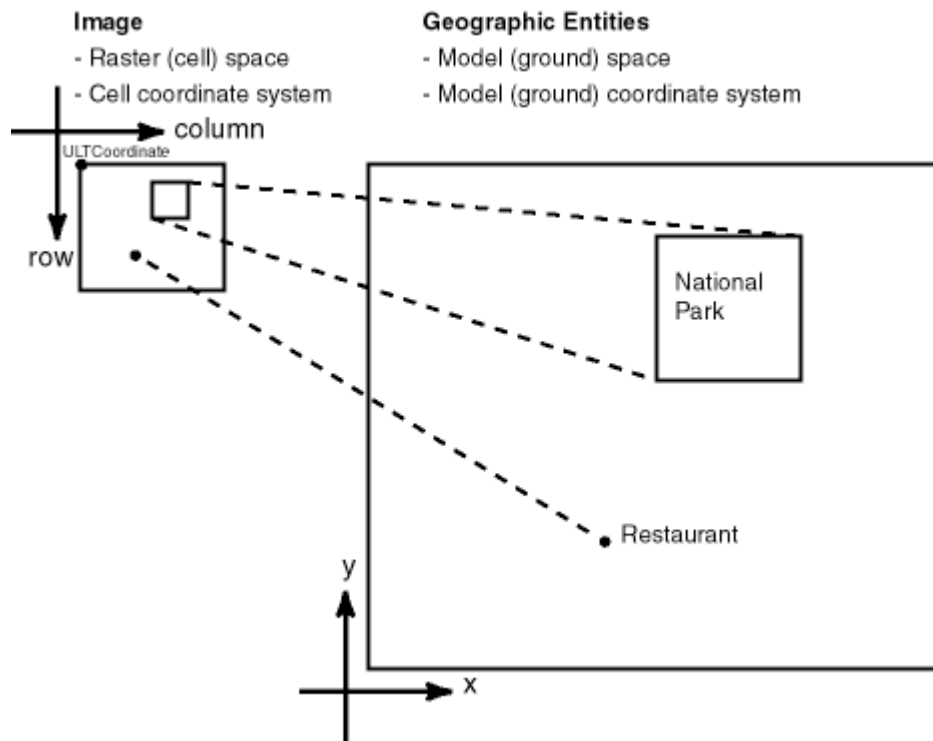 Image
- Raster (cell) space
- Cell coordinate system
Geographic Entities
- Model (ground) space
- Model (ground) coordinate system
column
ULTCoordinate
row
National
Park
Restaurant
y
x